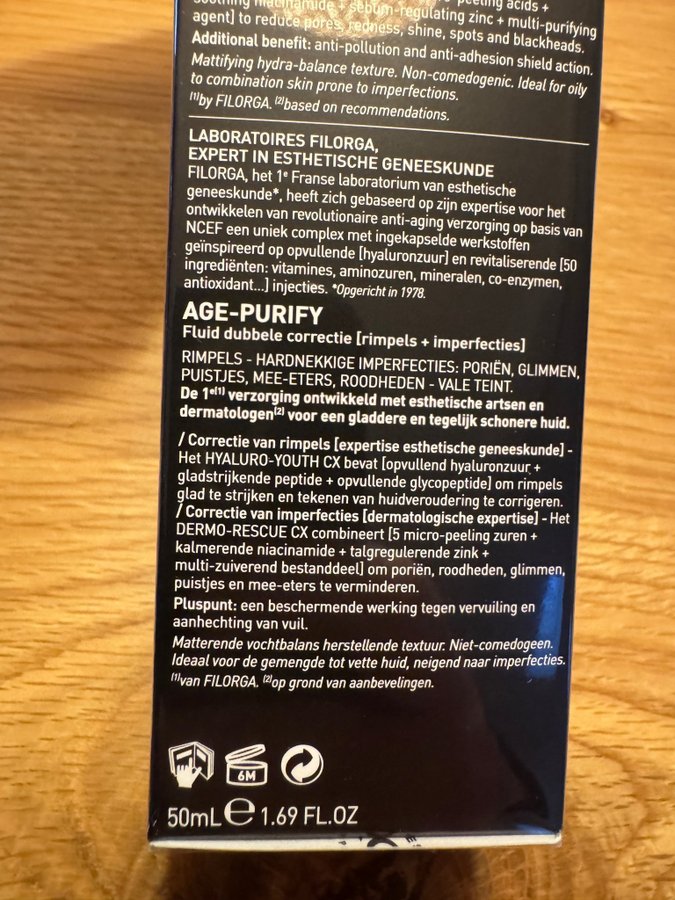 peeling acids +
soothing niacinamide + sebum-regulating zinc + multi-purifying
agent] to reduce pores, redness, shine, spots and blackheads.
Additional benefit: anti-pollution and anti-adhesion shield action.
Mattifying hydra-balance texture. Non-comedogenic. Ideal for oily
to combination skin prone to imperfections.
(1)by FILORGA. (2)based on recommendations.
LABORATOIRES FILORGA,
EXPERT IN ESTHETISCHE GENEESKUNDE
FILORGA, het 1e Franse laboratorium van esthetische
geneeskunde*, heeft zich gebaseerd op zijn expertise voor het
ontwikkelen van revolutionaire anti-aging verzorging op basis van
NCEF een uniek complex met ingekapselde werkstoffen
geïnspireerd op opvullende [hyaluronzuur] en revitaliserende [50
ingrediënten: vitamines, aminozuren, mineralen, co-enzymen,
antioxidant...] injecties. *Opgericht in 1978.
AGE-PURIFY
Fluid dubbele correctie [rimpels + imperfecties]
RIMPELS - HARDNEKKIGE IMPERFECTIES: PORIËN, GLIMMEN,
PUISTJES, MEE-ETERS, ROODHEDEN - VALE TEINT.
De 1e(1) verzorging ontwikkeld met esthetische artsen en
dermatologen(2) voor een gladdere en tegelijk schonere huid.
/ Correctie van rimpels [expertise esthetische geneeskunde] -
Het HYALURO-YOUTH CX bevat [opvullend hyaluronzuur +
gladstrijkende peptide + opvullende glycopeptide] om rimpels
glad te strijken en tekenen van huidveroudering te corrigeren.
/ Correctie van imperfecties [dermatologische expertise] - Het
DERMO-RESCUE CX combineert [5 micro-peeling zuren +
kalmerende niacinamide + talgregulerende zink +
multi-zuiverend bestanddeel] om poriën, roodheden, glimmen,
puistjes en mee-eters te verminderen.
Pluspunt: een beschermende werking tegen vervuiling en
aanhechting van vuil.
Matterende vochtbalans herstellende textuur. Niet-comedogeen.
Ideaal voor de gemengde tot vette huid, neigend naar imperfecties.
(1)van FILORGA. (2)op grond van aanbevelingen.
6M
50mL e 1.69 FL.OZ